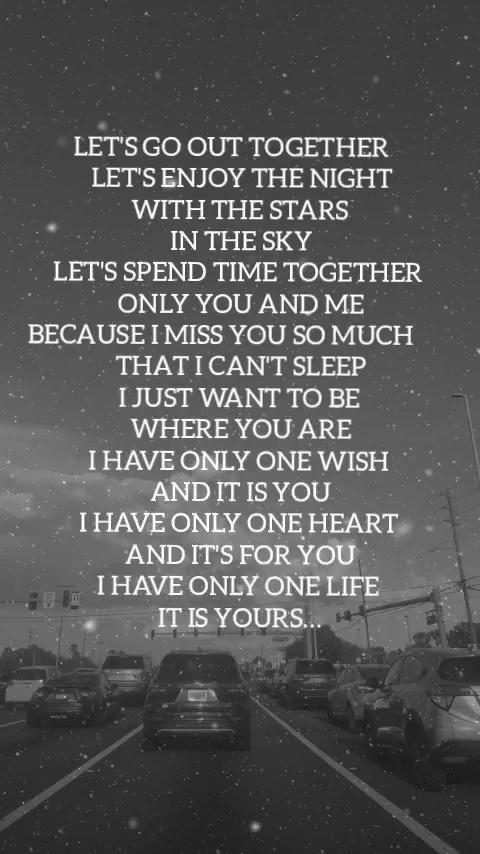 LET'S GO OUT TOGETHER
LET'S ENJOY THE NIGHT
WITH THE STARS
IN THE SKY
LET'S SPEND TIME TOGETHER
ONLY YOU AND ME
BECAUSE I MISS YOU SO MUCH
THAT I CAN'T SLEEP
I JUST WANT TO BE
WHERE YOU ARE
I HAVE ONLY ONE WISH
AND IT IS YOU
I HAVE ONLY ONE HEART
AND IT'S FOR YOU
I HAVE ONLY ONE LIFE
IT IS YOURS...